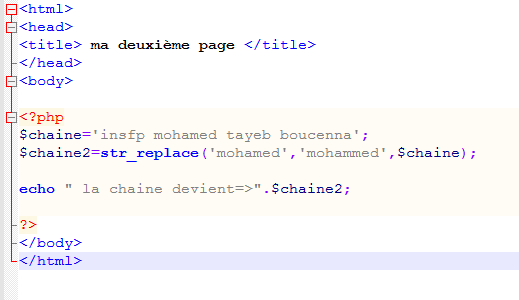 <html>
<head>
<title> ma deuxième page </title>
</head>
<body>
<?php
$chaine='insfp mohamed tayeb boucenna';
$chaine2=str_replace('mohamed','mohammed',$chaine);
echo " la chaine devient=>".$chaine2;
?>
</body>
</html>